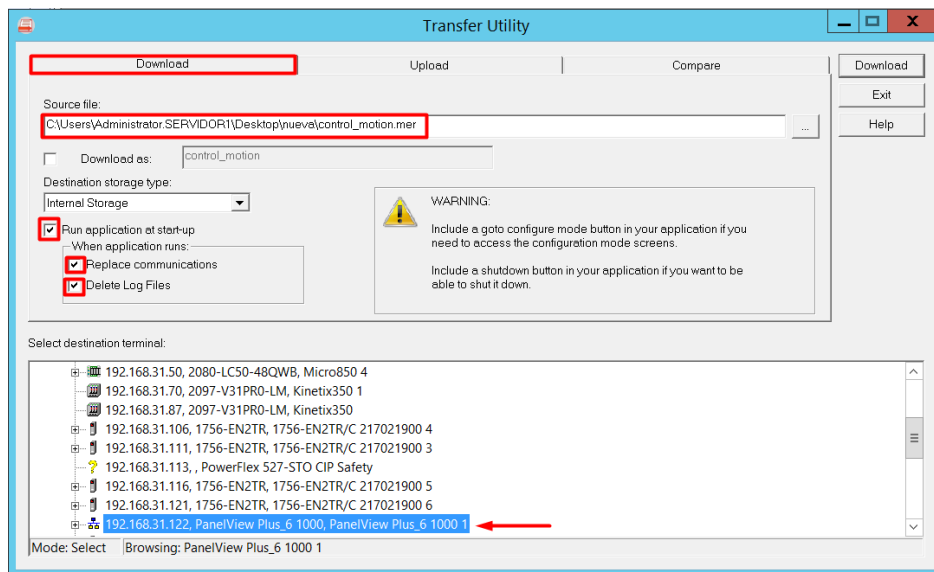 Transfer Utility
Download
Upload
Compare
Download
Exit
Help
Source file:
C:\Users\Administrator.SERVIDOR1\Desktop\nueva\control_motion.mer
...
Download as:
control_motion
Destination storage type:
Internal Storage
Run application at start-up
When application runs:
Replace communications
Delete Log Files
WARNING:
Include a goto configure mode button in your application if you
need to access the configuration mode screens.
Include a shutdown button in your application if you want to be
able to shut it down.
Select destination terminal:
192.168.31.50, 2080-LC50-48QWB, Micro850 4
192.168.31.70, 2097-V31PR0-LM, Kinetix350 1
192.168.31.87, 2097-V31PR0-LM, Kinetix350
192.168.31.106, 1756-EN2TR, 1756-EN2TR/C 217021900 4
192.168.31.111, 1756-EN2TR, 1756-EN2TR/C 217021900 3
192.168.31.113, , PowerFlex 527-STO CIP Safety
192.168.31.116, 1756-EN2TR, 1756-EN2TR/C 217021900 5
192.168.31.121, 1756-EN2TR, 1756-EN2TR/C 217021900 6
192.168.31.122, PanelView Plus_6 1000, PanelView Plus_6 1000 1
Mode: Select Browsing: PanelView Plus_6 1000 1